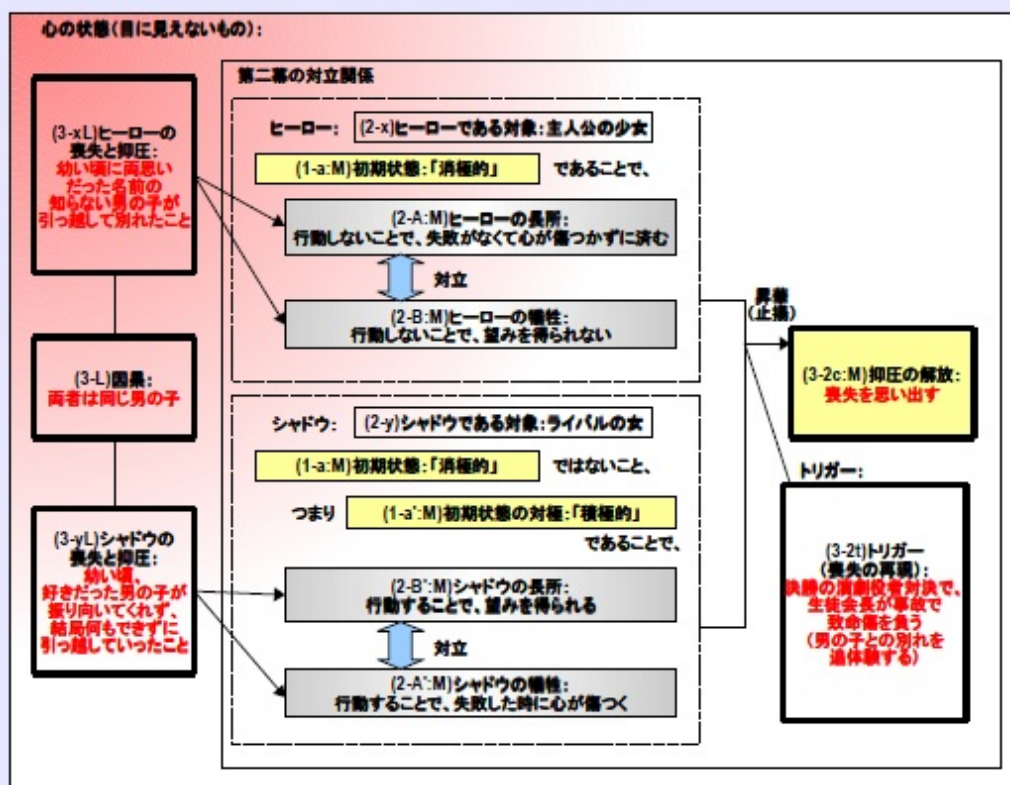 心の状態(目に見えないもの):
(3-xL)ヒーローの
喪失と抑圧:
幼い頃に両思い
だった名前の
知らない男の子が
引っ越して別れたこと
(3-L)因果:
両者は同じ男の子
(3-yL)シャドウの
喪失と抑圧:
幼い頃、
好きだった男の子が
振り向いてくれず、
結局何もできずに
引っ越していったこと
第二幕の対立関係
ヒーロー: (2-x)ヒーローである対象:主人公の少女
(1-a:M)初期状態:「消極的」 であることで、
(2-A:M)ヒーローの長所:
行動しないことで、失敗がなくて心が傷つかずに済む
対立
(2-B:M)ヒーローの犠牲:
行動しないことで、望みを得られない
シャドウ: (2-y)シャドウである対象:ライバルの女
(1-a:M)初期状態:「消極的」 ではないこと、
つまり (1-a':M)初期状態の対極:「積極的」
であることで、
(2-B':M)シャドウの長所:
行動することで、望みを得られる
対立
(2-A':M)シャドウの犠牲:
行動することで、失敗した時に心が傷つく
昇華
(止揚)
(3-2c:M)抑圧の解放:
喪失を思い出す
トリガー:
(3-2t)トリガー
(喪失の再現):
決勝の演劇役者対決で、
生徒会長が事故で
致命傷を負う
(男の子との別れを
追体験する)